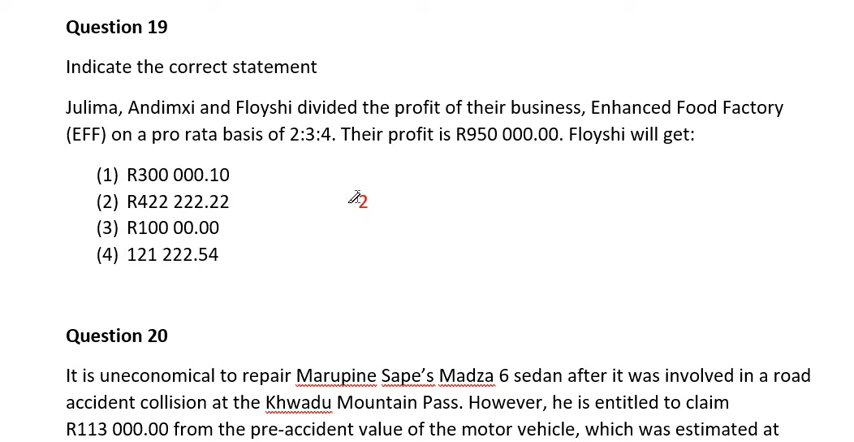 Question 19
Indicate the correct statement
Julima, Andimxi and Floyshi divided the profit of their business, Enhanced Food Factory
(EFF) on a pro rata basis of 2:3:4. Their profit is R950 000.00. Floyshi will get:
(1) R300 000.10
(2) R422 222.22 2
(3) R100 00.00
(4) 121 222.54
Question 20
It is uneconomical to repair Marupine Sape’s Madza 6 sedan after it was involved in a road
accident collision at the Khwadu Mountain Pass. However, he is entitled to claim
R113 000.00 from the pre-accident value of the motor vehicle, which was estimated at